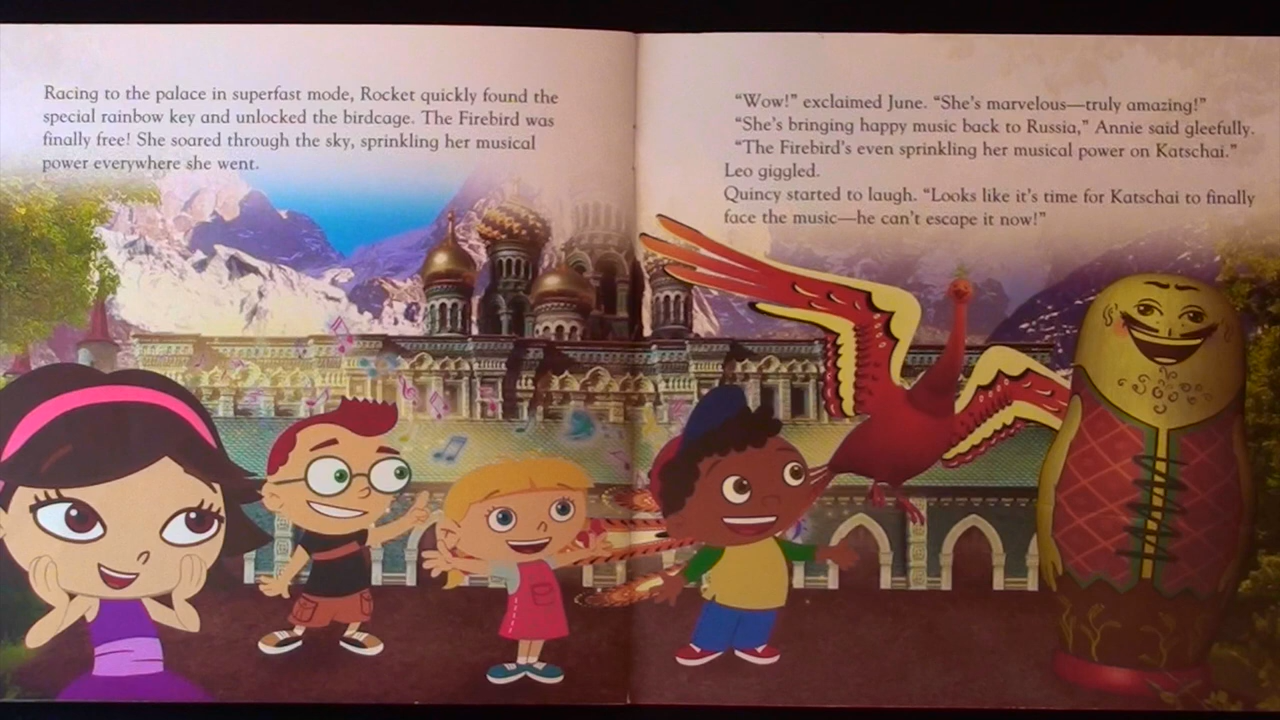 Racing to the palace in superfast mode, Rocket quickly found the
special rainbow key and unlocked the birdcage. The Firebird was
finally free! She soared through the sky, sprinkling her musical
power everywhere she went.
“Wow!” exclaimed June. “She’s marvelous—truly amazing!”
“She’s bringing happy music back to Russia,” Annie said gleefully.
“The Firebird’s even sprinkling her musical power on Katschai.”
Leo giggled.
Quincy started to laugh. “Looks like it’s time for Katschai to finally
face the music—he can’t escape it now!”